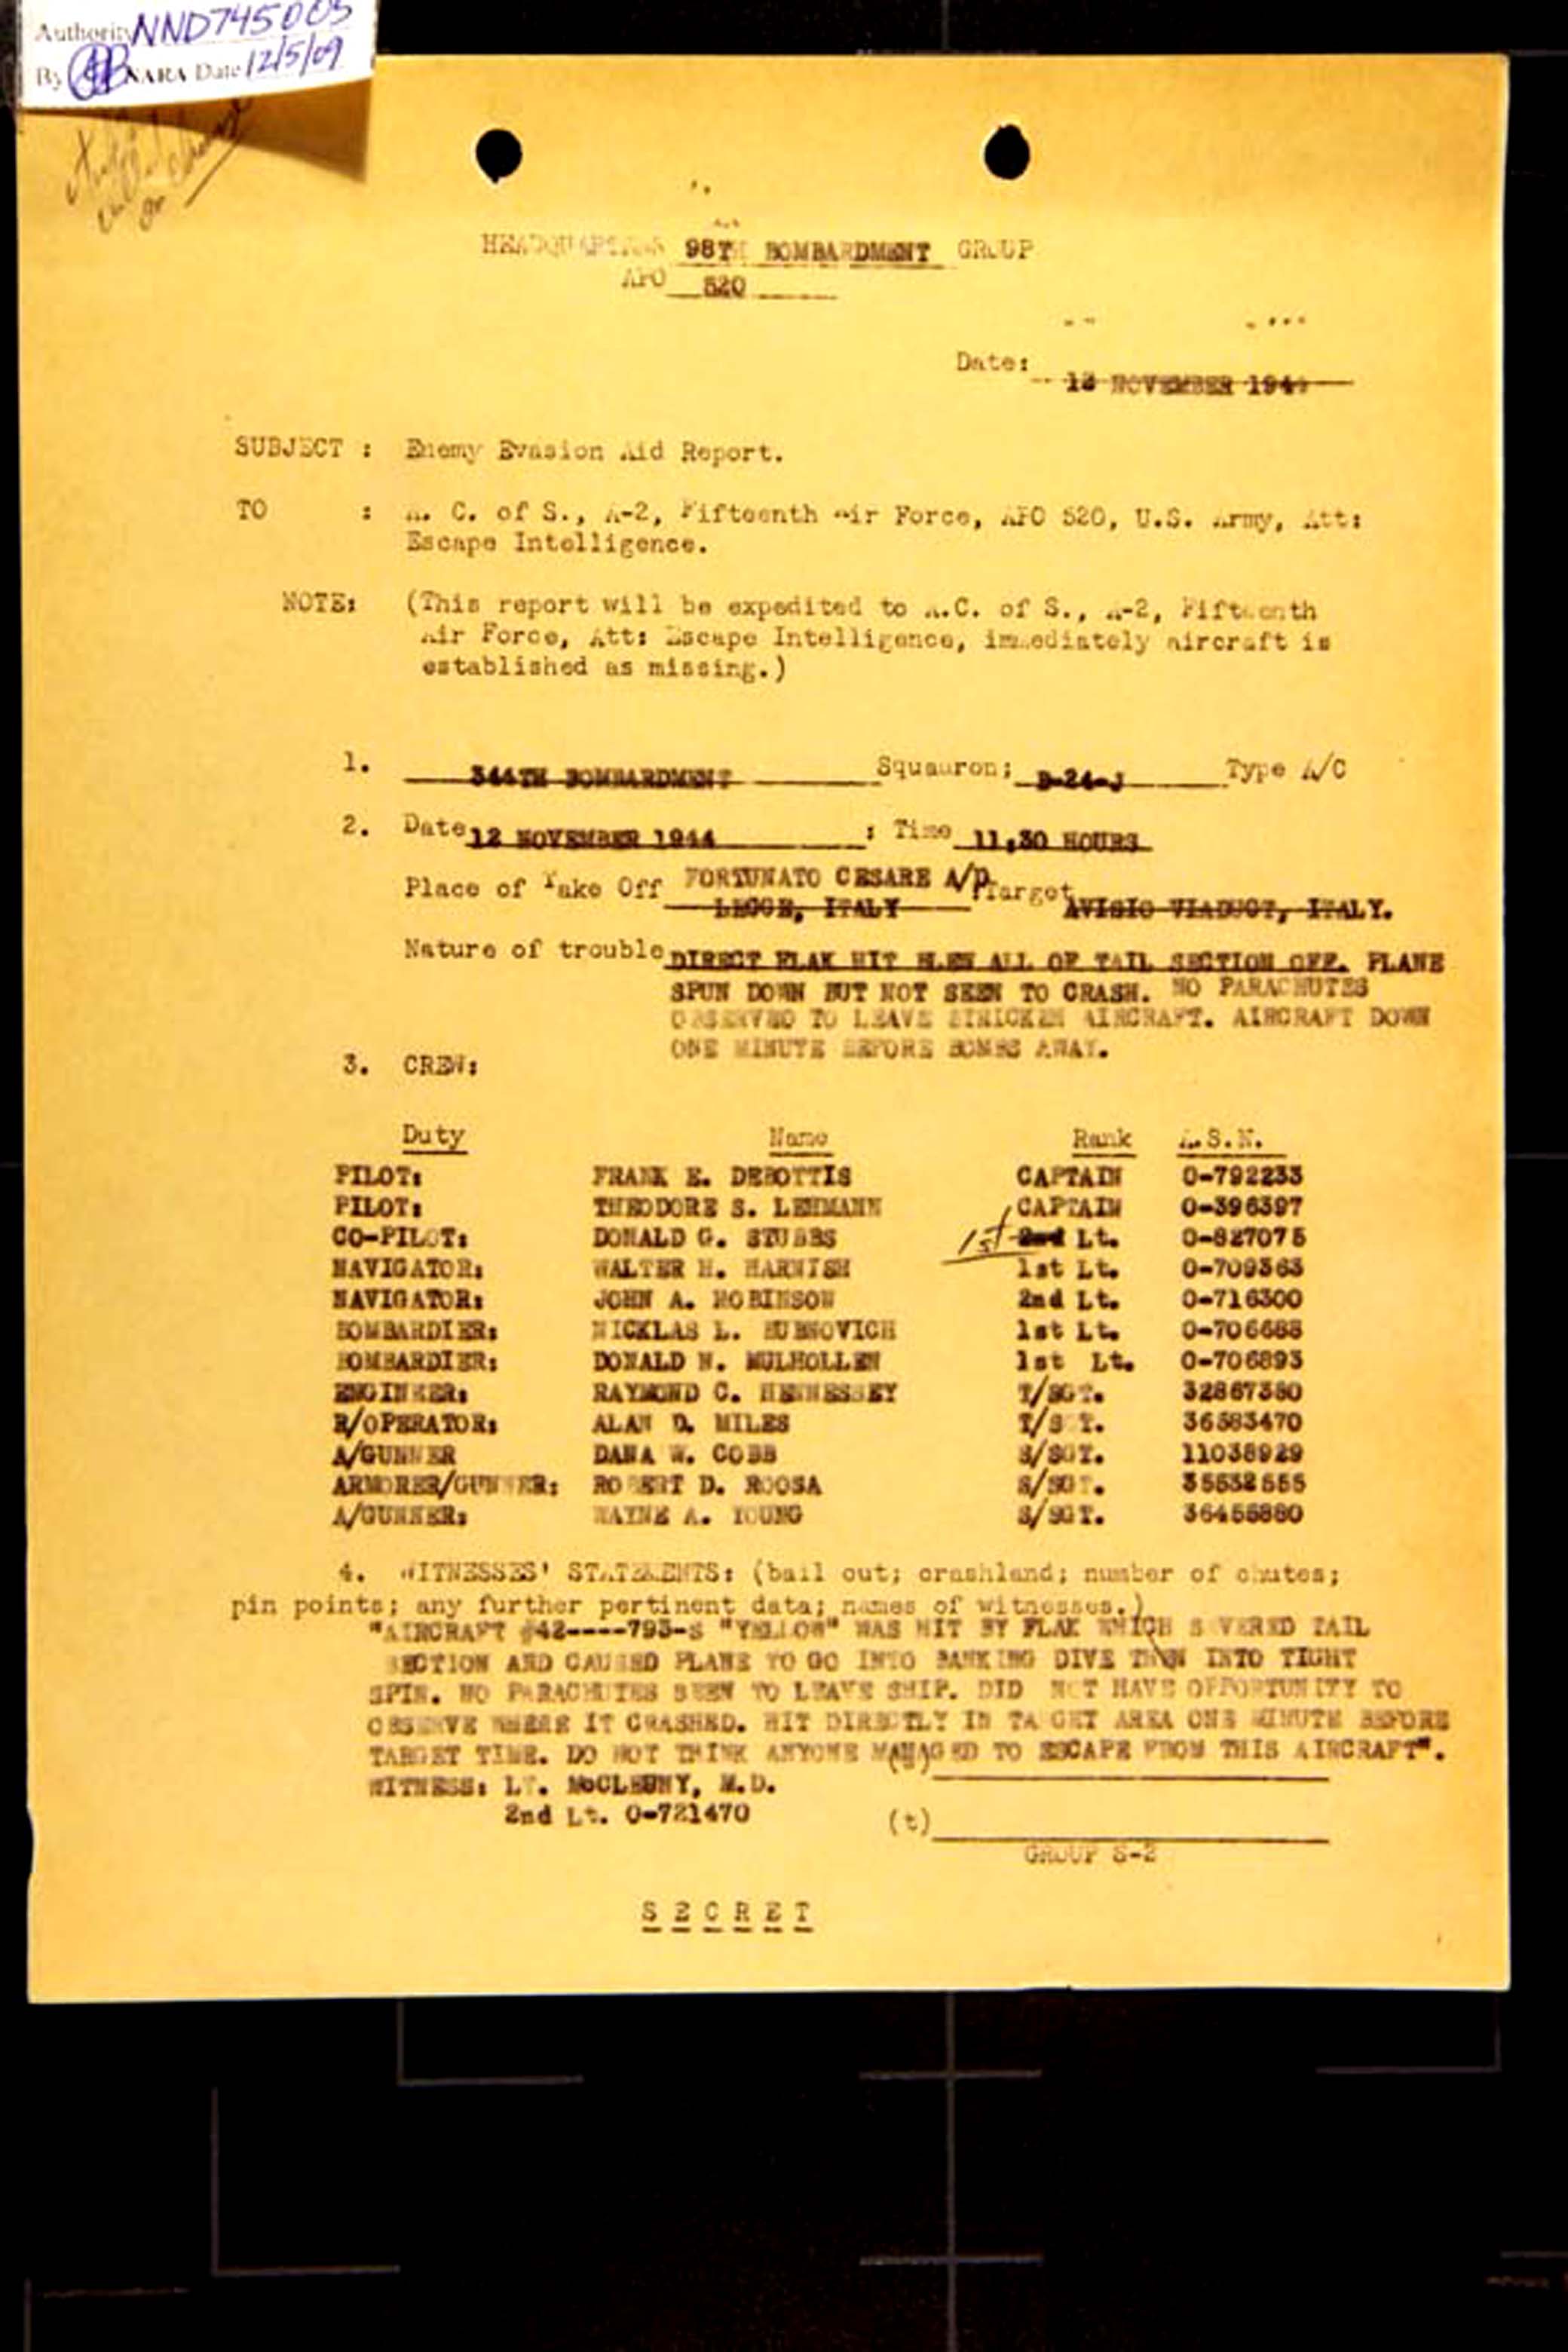 Authority NND745005
By NARA Date 12/5/09
HEADQUARTERS 98TH BOMBARDMENT GROUP
APO 520
Date: 12 NOVEMBER 1944
SUBJECT : Enemy Evasion Aid Report.
TO : A. C. of S., A-2, Fifteenth Air Force, APO 520, U.S. Army, Att:
Escape Intelligence.
NOTE: (This report will be expedited to A.C. of S., A-2, Fifteenth
Air Force, Att: Escape Intelligence, immediately aircraft is
established as missing.)
1. 344TH BOMBARDMENT Squadron; B-24-J Type A/C
2. Date 12 NOVEMBER 1944 : Time 11,30 HOURS
Place of Take Off FORTUNATO CESARE A/D Target
LECCE, ITALY AVISIO VIADUCT, ITALY.
Nature of trouble DIRECT FLAK HIT BLEW ALL OF TAIL SECTION OFF. PLANE
SPUN DOWN BUT NOT SEEN TO CRASH. NO PARACHUTES
OBSERVED TO LEAVE STRICKEN AIRCRAFT. AIRCRAFT DOWN
ONE MINUTE BEFORE BOMBS AWAY.
3. CREW:
Duty Name Rank A.S.N.
PILOT: FRANK E. DEBOTTIS CAPTAIN 0-792233
PILOT: THEODORE S. LEHMANN CAPTAIN 0-396397
CO-PILOT: DONALD G. STUBBS 1st 2nd Lt. 0-827075
NAVIGATOR: WALTER H. HARNISH 1st Lt. 0-709363
NAVIGATOR: JOHN A. ROBINSON 2nd Lt. 0-716300
BOMBARDIER: NICKLAS L. BUBNOVICH 1st Lt. 0-706688
BOMBARDIER: DONALD N. MULHOLLEN 1st Lt. 0-706893
ENGINEER: RAYMOND C. HENNESSEY T/SGT. 32867380
R/OPERATOR: ALAN D. MILES T/SGT. 36583470
A/GUNNER DANA W. COBB S/SGT. 11038929
ARMORER/GUNNER: ROBERT D. ROOSA S/SGT. 35532555
A/GUNNER: WAYNE A. YOUNG S/SGT. 36455880
4. WITNESSES' STATEMENTS: (bail out; crashland; number of chutes;
pin points; any further pertinent data; names of witnesses.)
"AIRCRAFT #42----793-S "YELLOW" WAS HIT BY FLAK WHICH SEVERED TAIL
SECTION AND CAUSED PLANE TO GO INTO BANKING DIVE THEN INTO TIGHT
SPIN. NO PARACHUTES SEEN TO LEAVE SHIP. DID NOT HAVE OPPORTUNITY TO
OBSERVE WHERE IT CRASHED. HIT DIRECTLY IN TARGET AREA ONE MINUTE BEFORE
TARGET TIME. DO NOT THINK ANYONE MANAGED TO ESCAPE FROM THIS AIRCRAFT".
WITNESS: LT. McCLEUNY, M.D. (s)
2nd Lt. 0-721470 (t)
GROUP S-2
S E C R E T